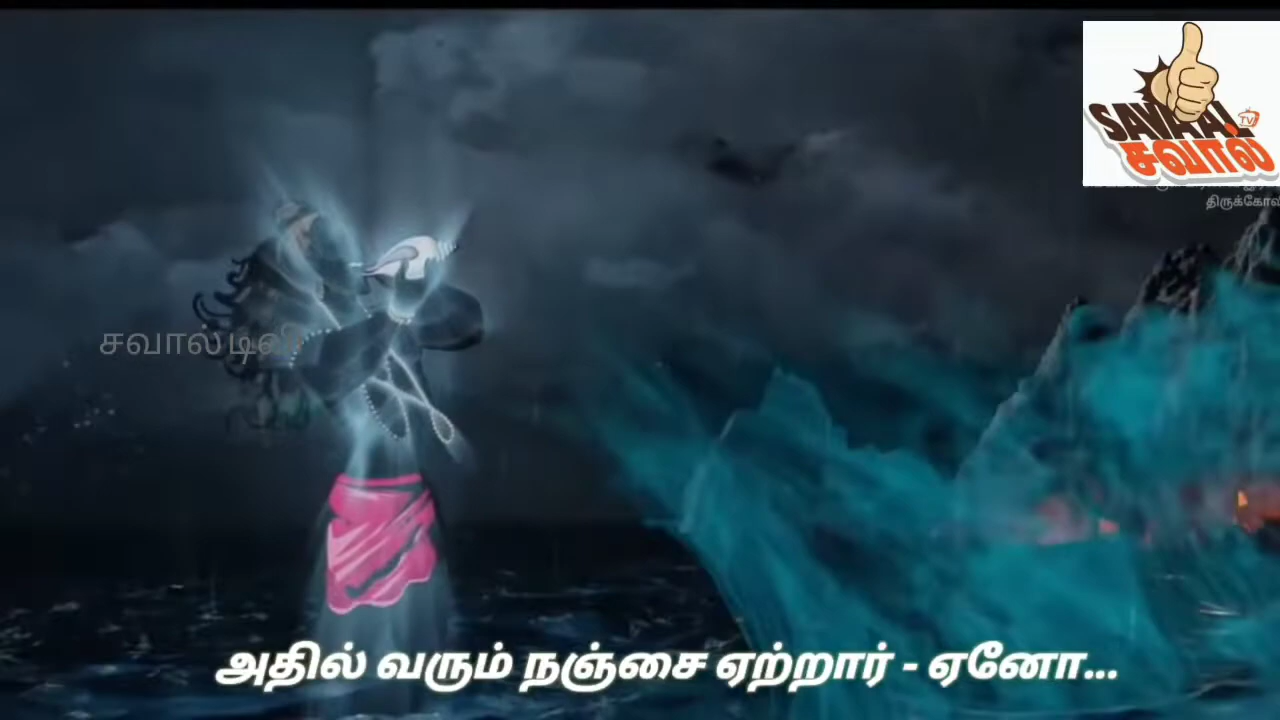 SAVAAL
TV
சவால்
சவால் டிவி
அதில் வரும் நஞ்சை ஏற்றார் - ஏனோ...